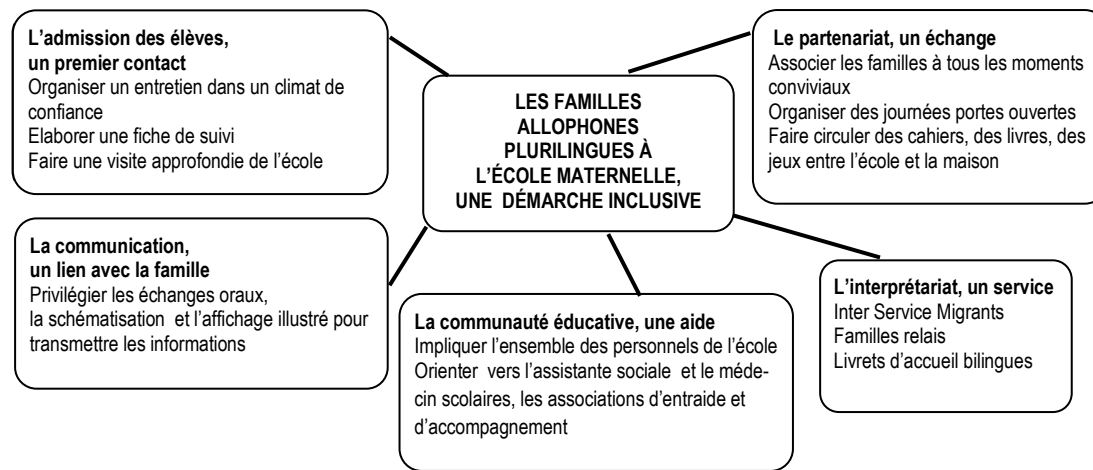 L'admission des élèves,
un premier contact
Organiser un entretien dans un climat de
confiance
Elaborer une fiche de suivi
Faire une visite approfondie de l'école
LES FAMILLES
ALLOPHONES
PLURILINGUES À
L'ÉCOLE MATERNELLE,
UNE DÉMARCHE INCLUSIVE
Le partenariat, un échange
Associer les familles à tous les moments
conviviaux
Organiser des journées portes ouvertes
Faire circuler des cahiers, des livres, des
jeux entre l'école et la maison
La communication,
un lien avec la famille
Privilégier les échanges oraux,
la schématisation et l'affichage illustré pour
transmettre les informations
La communauté éducative, une aide
Impliquer l'ensemble des personnels de l'école
Orienter vers l'assistante sociale et le méde-
cin scolaires, les associations d'entraide et
d'accompagnement
L'interprétariat, un service
Inter Service Migrants
Familles relais
Livrets d'accueil bilingues